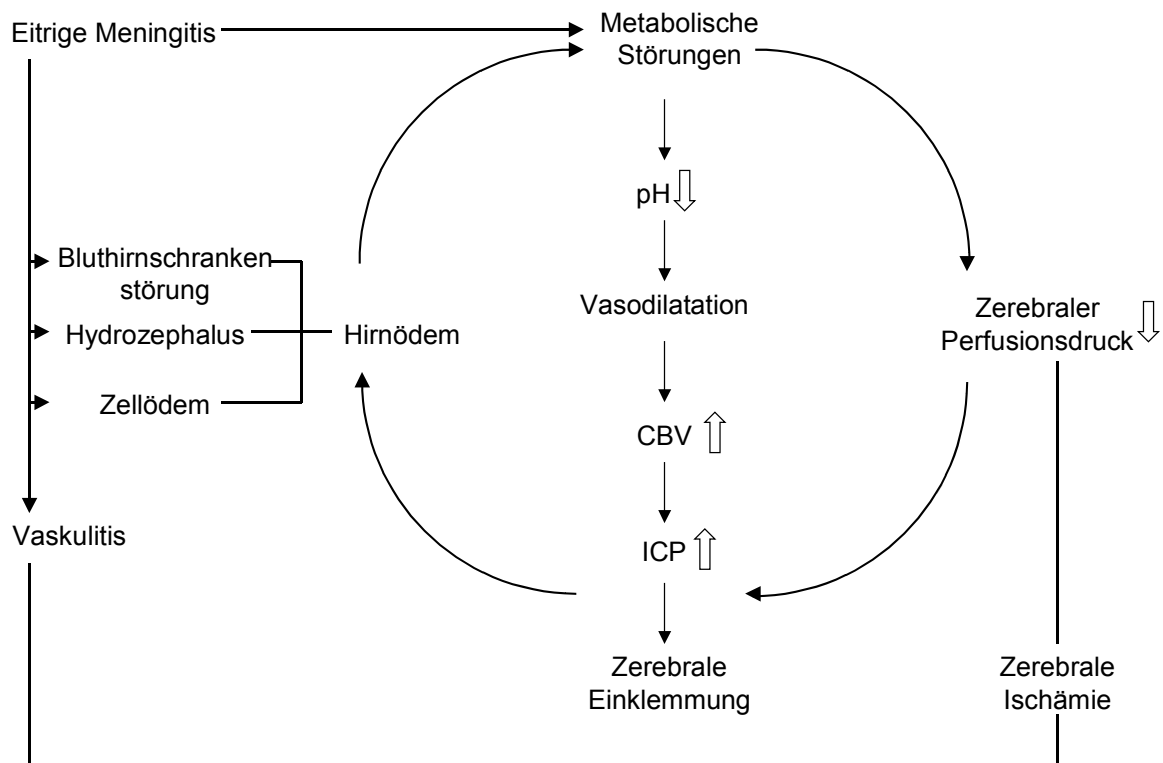 Eitrige Meningitis
Metabolische
Störungen
pH
Bluthirnschranken
störung
Vasodilatation
Zerebraler
Perfusionsdruck
Hydrozephalus
Hirnödem
Zellödem
CBV
Vaskulitis
ICP
Zerebrale
Einklemmung
Zerebrale
Ischämie